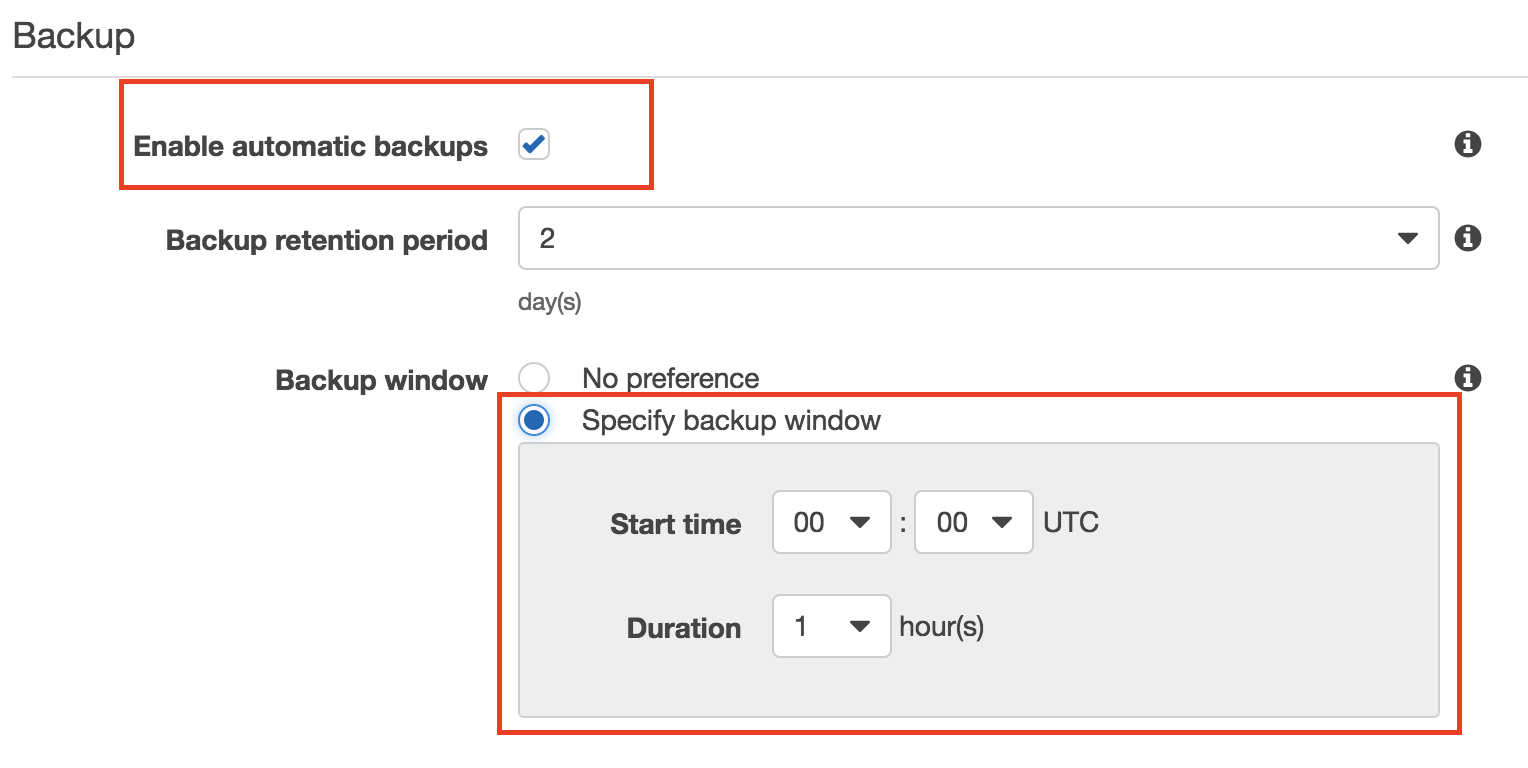 Backup
Enable automatic backups
Backup retention period 2
day(s)
Backup window No preference
Specify backup window
Start time 00 : 00 UTC
Duration 1 hour(s)